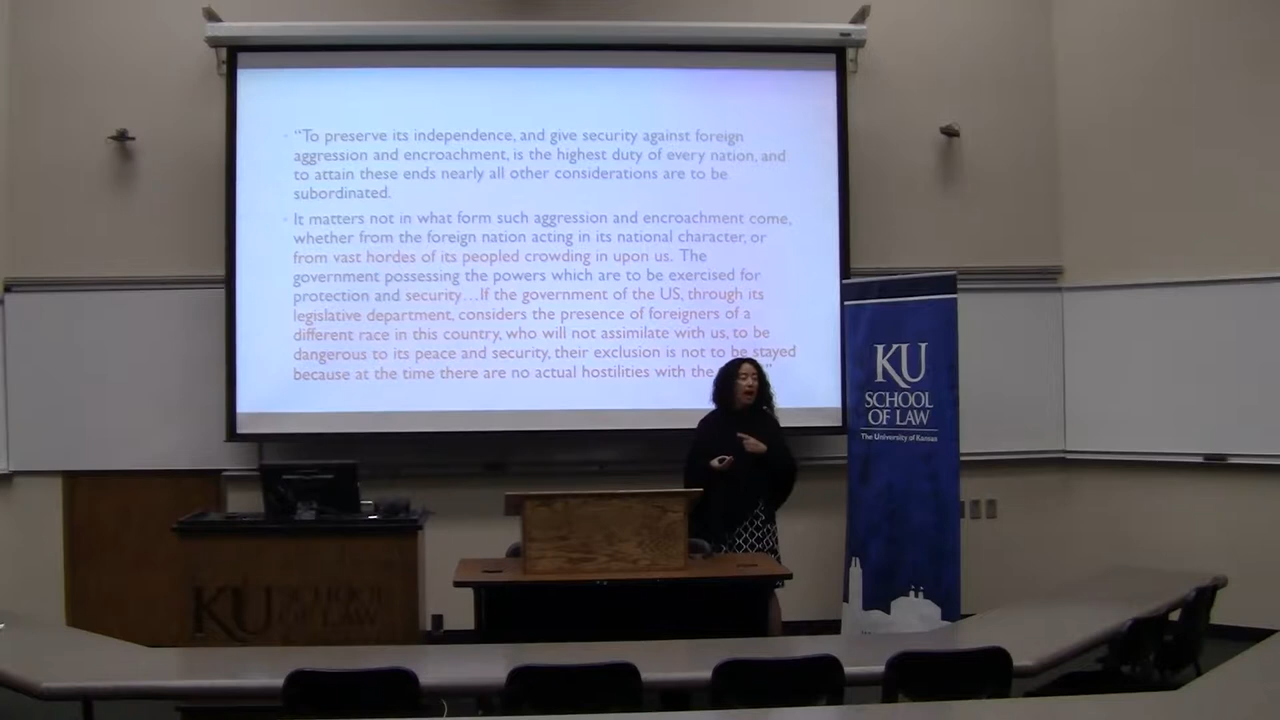 “To preserve its independence, and give security against foreign
aggression and encroachment, is the highest duty of every nation, and
to attain these ends nearly all other considerations are to be
subordinated.
It matters not in what form such aggression and encroachment come,
whether from the foreign nation acting in its national character, or
from vast hordes of its peopled crowding in upon us. The
government possessing the powers which are to be exercised for
protection and security…If the government of the US, through its
legislative department, considers the presence of foreigners of a
different race in this country, who will not assimilate with us, to be
dangerous to its peace and security, their exclusion is not to be stayed
because at the time there are no actual hostilities with the
KU
SCHOOL
OF LAW
The University of Kansas
KU SCHOOL
OF LAW